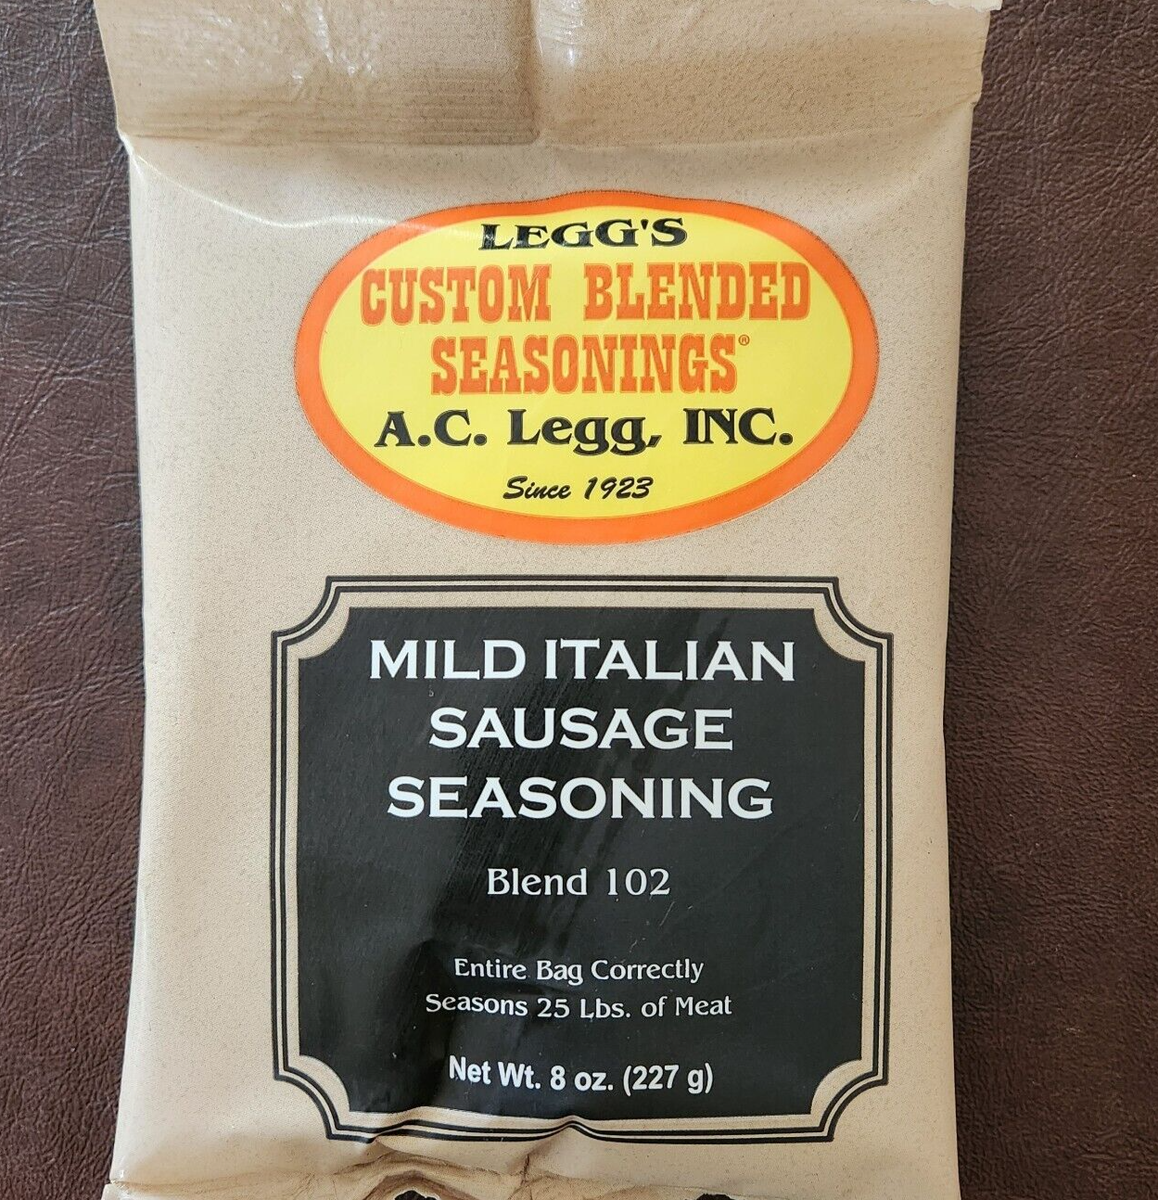 LEGG'S
CUSTOM BLENDED
SEASONINGS®
A.C. Legg, INC.
Since 1923
MILD ITALIAN
SAUSAGE
SEASONING
Blend 102
Entire Bag Correctly
Seasons 25 Lbs. of Meat
Net Wt. 8 oz. (227 g)